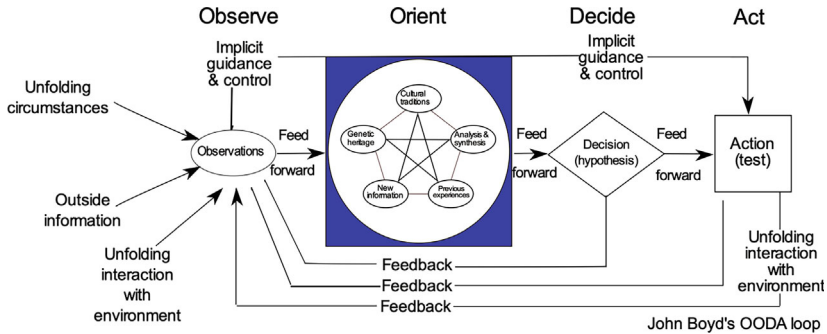 Observe
Orient
Decide
Act
Implicit
guidance
& control
Implicit
guidance
& control
Unfolding
circumstances
Observations
Outside
information
Unfolding
interaction
with
environment
Feed
forward
Cultural
traditions
Genetic
heritage
Analysis &
synthesis
New
information
Previous
experiences
Feed
forward
Decision
(hypothesis)
Feed
forward
Action
(test)
Unfolding
interaction
with
environment
Feedback
Feedback
Feedback
John Boyd's OODA loop